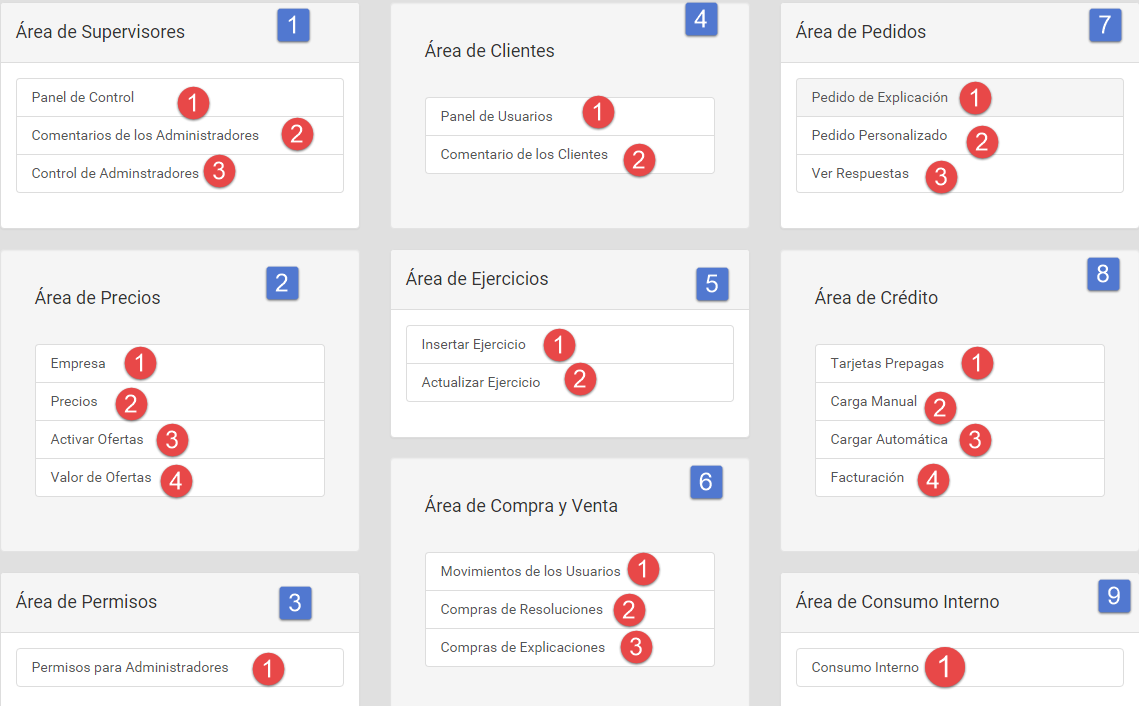 Área de Supervisores 1
Panel de Control 1
Comentarios de los Administradores 2
Control de Adminstradores 3
Área de Precios 2
Empresa 1
Precios 2
Activar Ofertas 3
Valor de Ofertas 4
Área de Permisos 3
Permisos para Administradores 1
Área de Clientes 4
Panel de Usuarios 1
Comentario de los Clientes 2
Área de Ejercicios 5
Insertar Ejercicio 1
Actualizar Ejercicio 2
Área de Compra y Venta 6
Movimientos de los Usuarios 1
Compras de Resoluciones 2
Compras de Explicaciones 3
Área de Pedidos 7
Pedido de Explicación 1
Pedido Personalizado 2
Ver Respuestas 3
Área de Crédito 8
Tarjetas Prepagas 1
Carga Manual 2
Cargar Automática 3
Facturación 4
Área de Consumo Interno 9
Consumo Interno 1